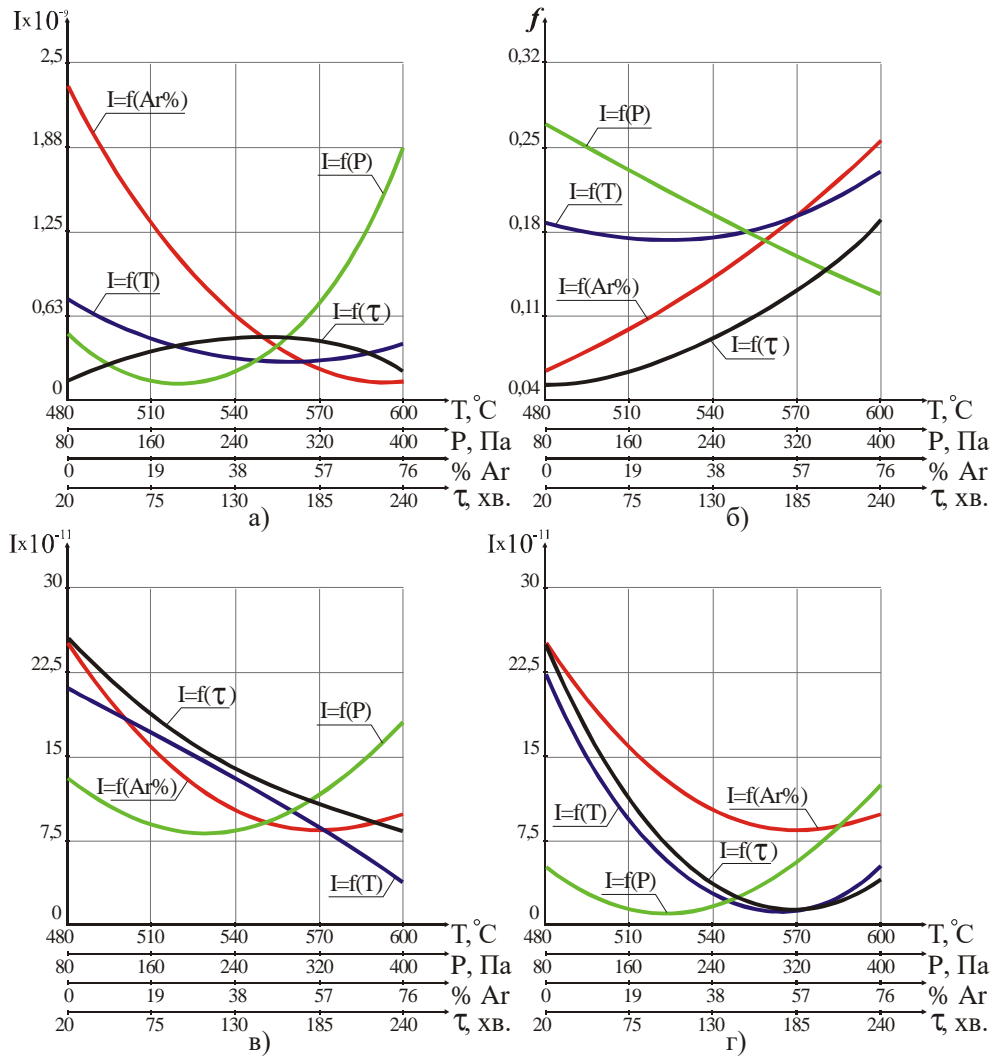 I×10⁻⁹
2,5
1,88
1,25
0,63
0
I=f(Ar%)
I=f(P)
I=f(T)
I=f(τ)
480 510 540 570 600 T, °C
80 160 240 320 400 P, Па
0 19 38 57 76 % Ar
20 75 130 185 240 τ, хв.
а)
f
0,32
0,25
0,18
0,11
0,04
I=f(P)
I=f(T)
I=f(Ar%)
I=f(τ)
480 510 540 570 600 T, °C
80 160 240 320 400 P, Па
0 19 38 57 76 % Ar
20 75 130 185 240 τ, хв.
б)
I×10⁻¹¹
30
22,5
15
7,5
0
I=f(τ)
I=f(P)
I=f(Ar%)
I=f(T)
480 510 540 570 600 T, °C
80 160 240 320 400 P, Па
0 19 38 57 76 % Ar
20 75 130 185 240 τ, хв.
в)
I×10⁻¹¹
30
22,5
15
7,5
0
I=f(Ar%)
I=f(T)
I=f(τ)
I=f(P)
480 510 540 570 600 T, °C
80 160 240 320 400 P, Па
0 19 38 57 76 % Ar
20 75 130 185 240 τ, хв.
г)